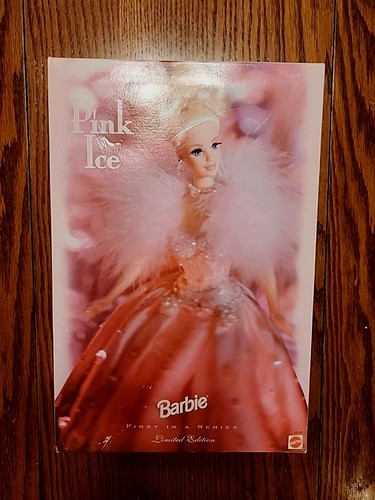 Pink
Ice
Barbie
FIRST IN A SERIES
Limited Edition